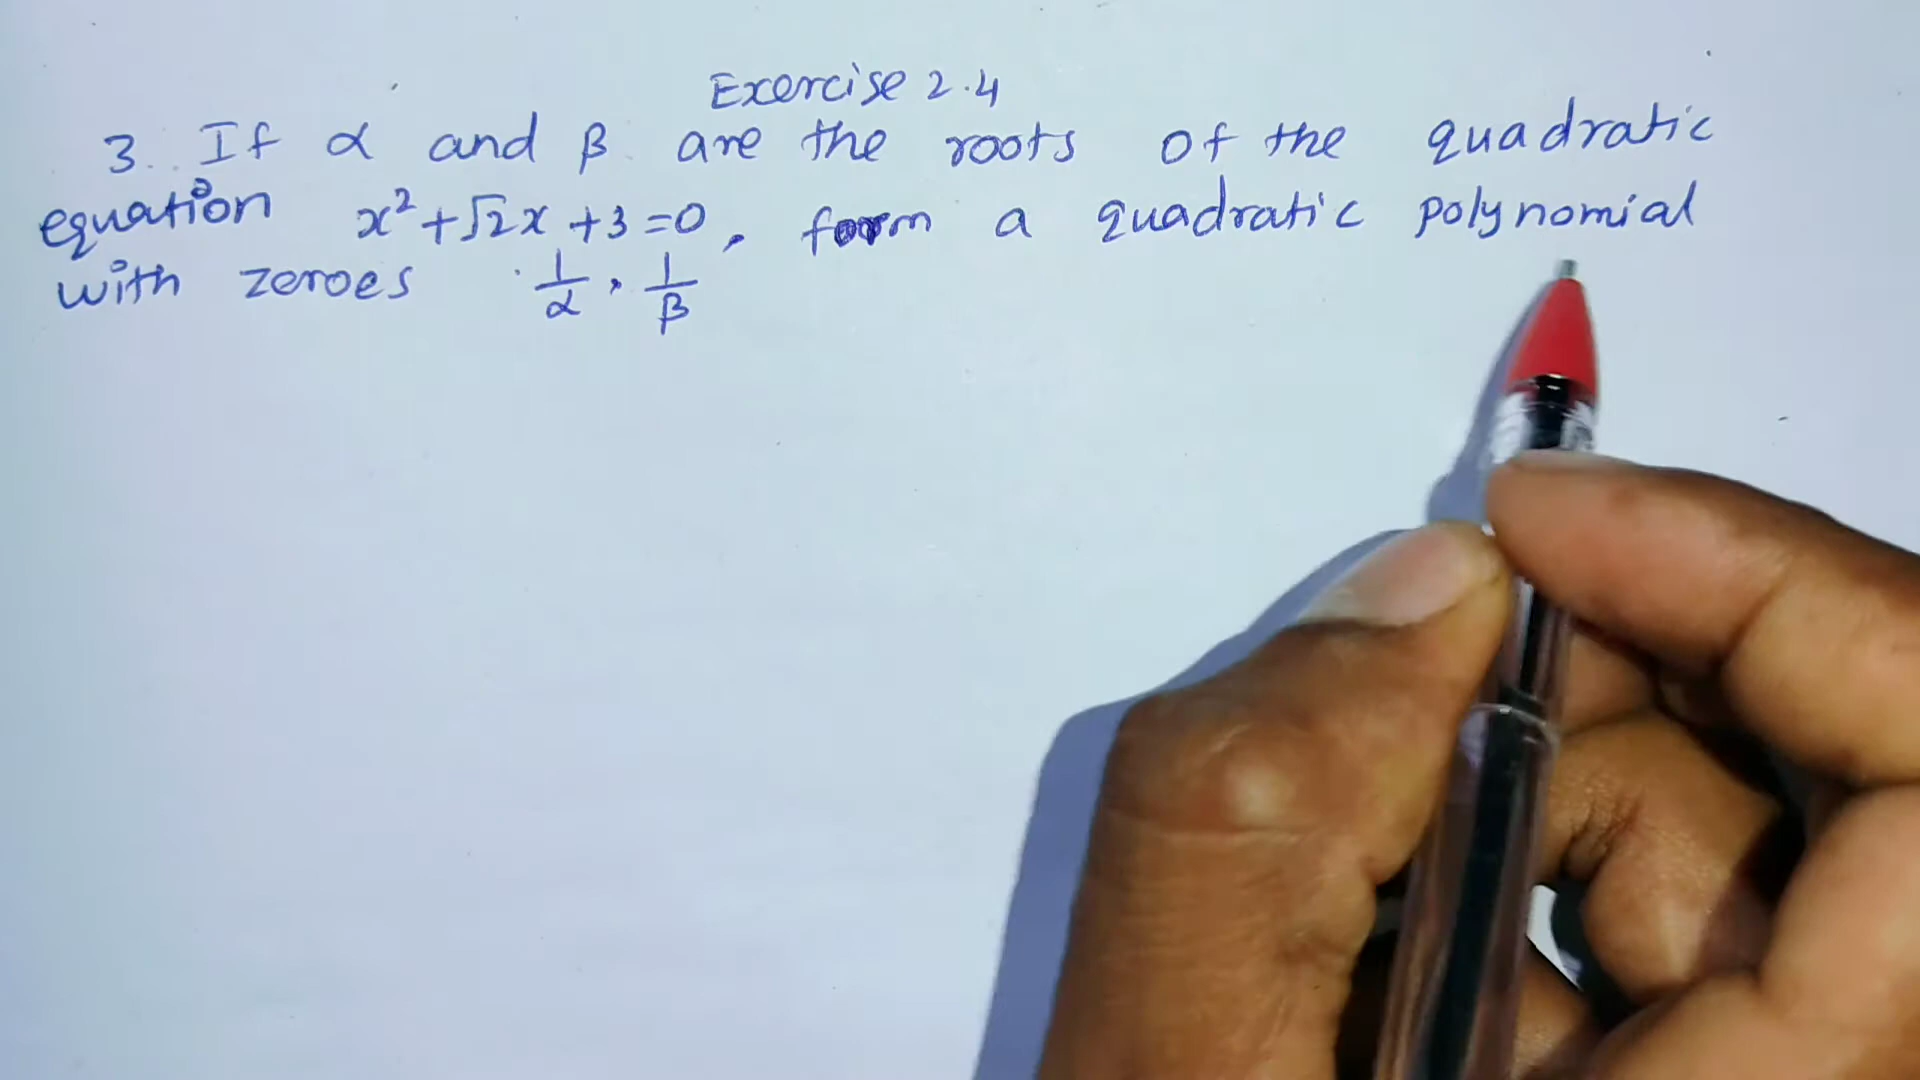 Exercise 2.4
3. If α and β are the roots of the quadratic
equation x² + √2x + 3 = 0, form a quadratic polynomial
with zeroes 1/α, 1/β